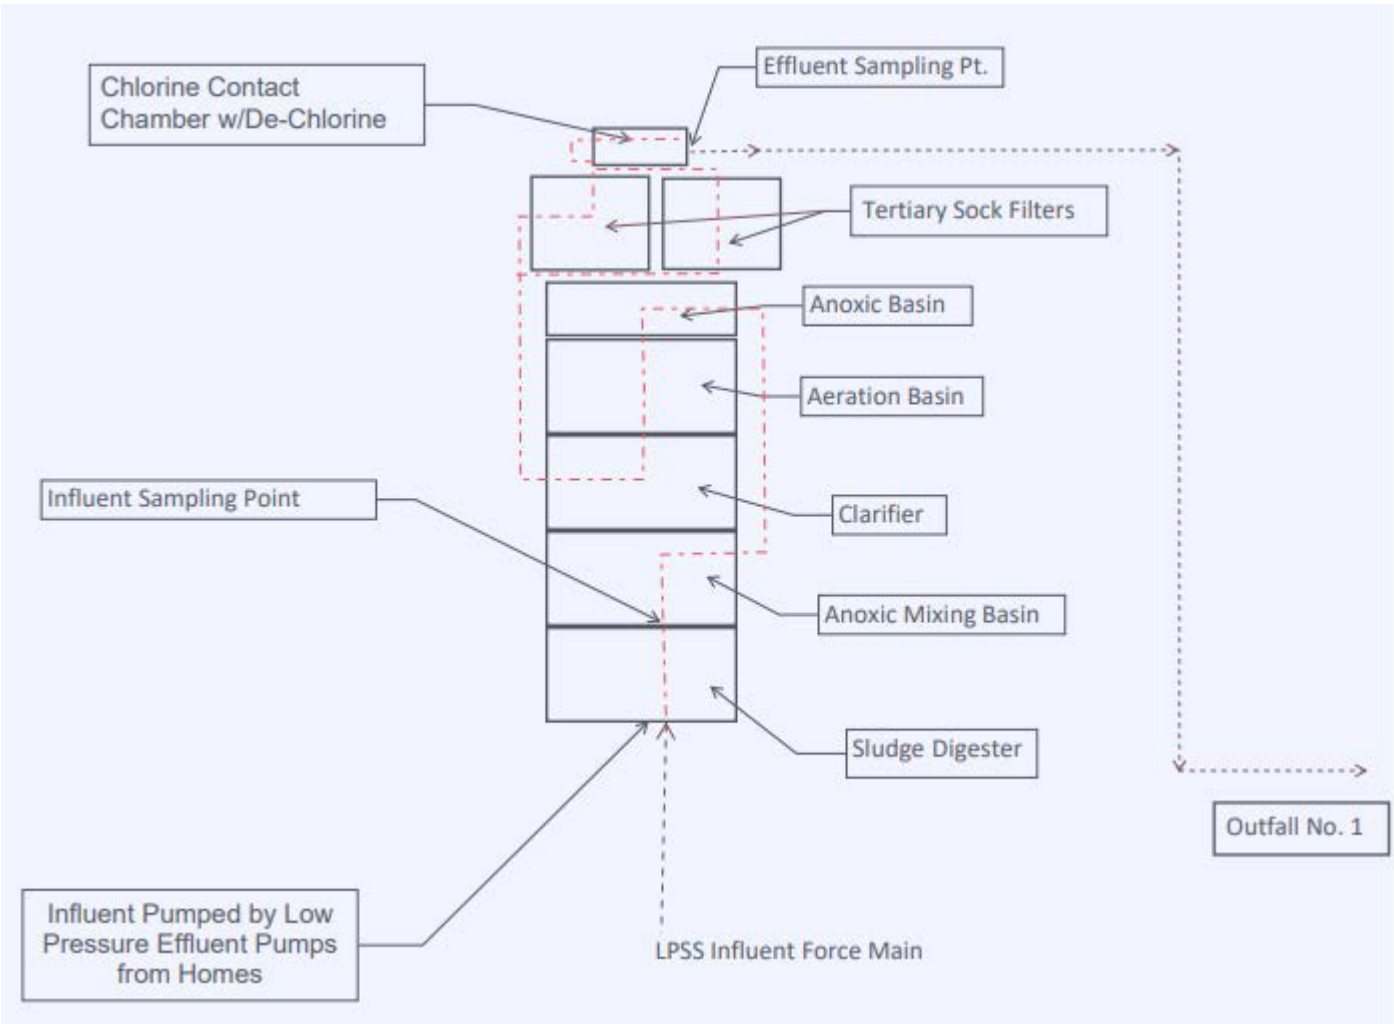 Effluent Sampling Pt.
Chlorine Contact
Chamber w/De-Chlorine
Tertiary Sock Filters
Anoxic Basin
Aeration Basin
Influent Sampling Point
Clarifier
Anoxic Mixing Basin
Sludge Digester
Outfall No. 1
Influent Pumped by Low
Pressure Effluent Pumps
from Homes
LPSS Influent Force Main